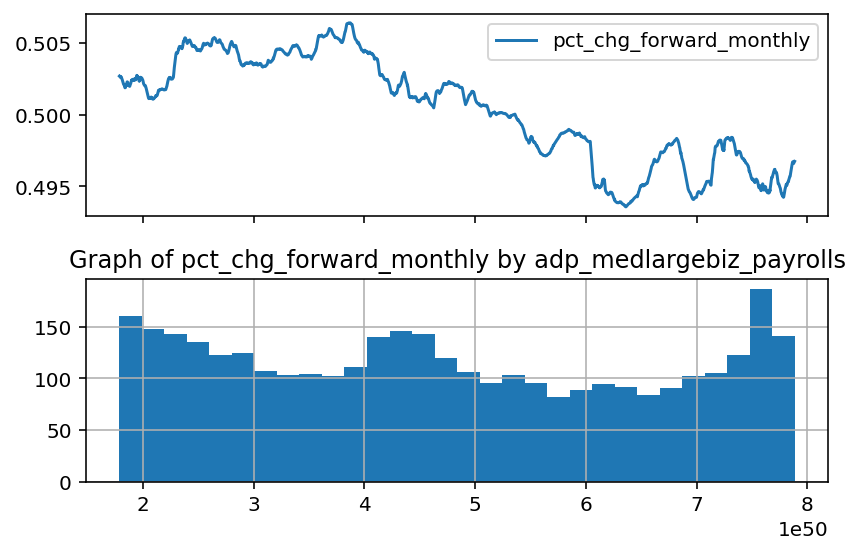 0.505
0.500
0.495
pct_chg_forward_monthly
Graph of pct_chg_forward_monthly by adp_medlargebiz_payrolls
150
100
50
0
2 3 4 5 6 7 8
1e50